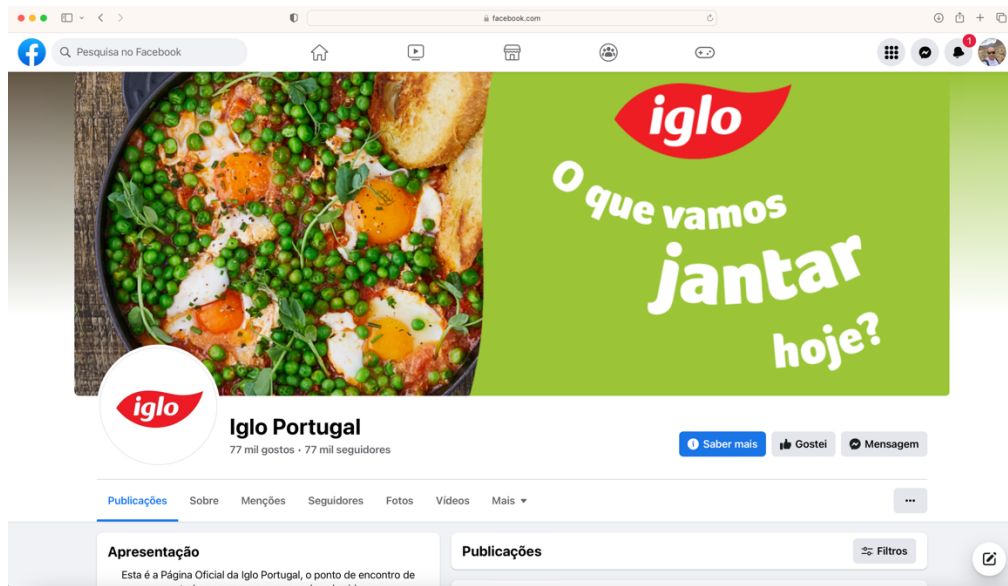 facebook.com
Pesquisa no Facebook
1
iglo
O que vamos
jantar
hoje?
iglo
Iglo Portugal
77 mil gostos • 77 mil seguidores
Saber mais
Gostei
Mensagem
Publicações Sobre Menções Seguidores Fotos Vídeos Mais
Apresentação
Publicações
Filtros
Esta é a Página Oficial da Iglo Portugal, o ponto de encontro de